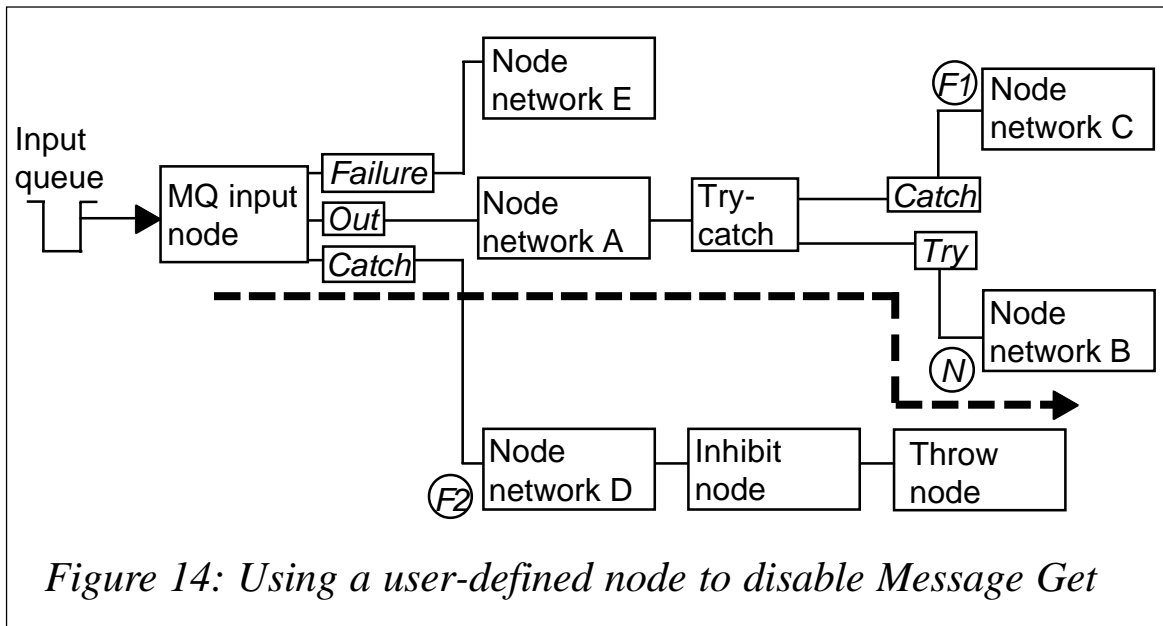 Node
network E
F1
Node
network C
Input
queue
MQ input
node
Failure
Out
Catch
Node
network A
Try-
catch
Catch
Try
Node
network B
N
F2
Node
network D
Inhibit
node
Throw
node
Figure 14: Using a user-defined node to disable Message Get